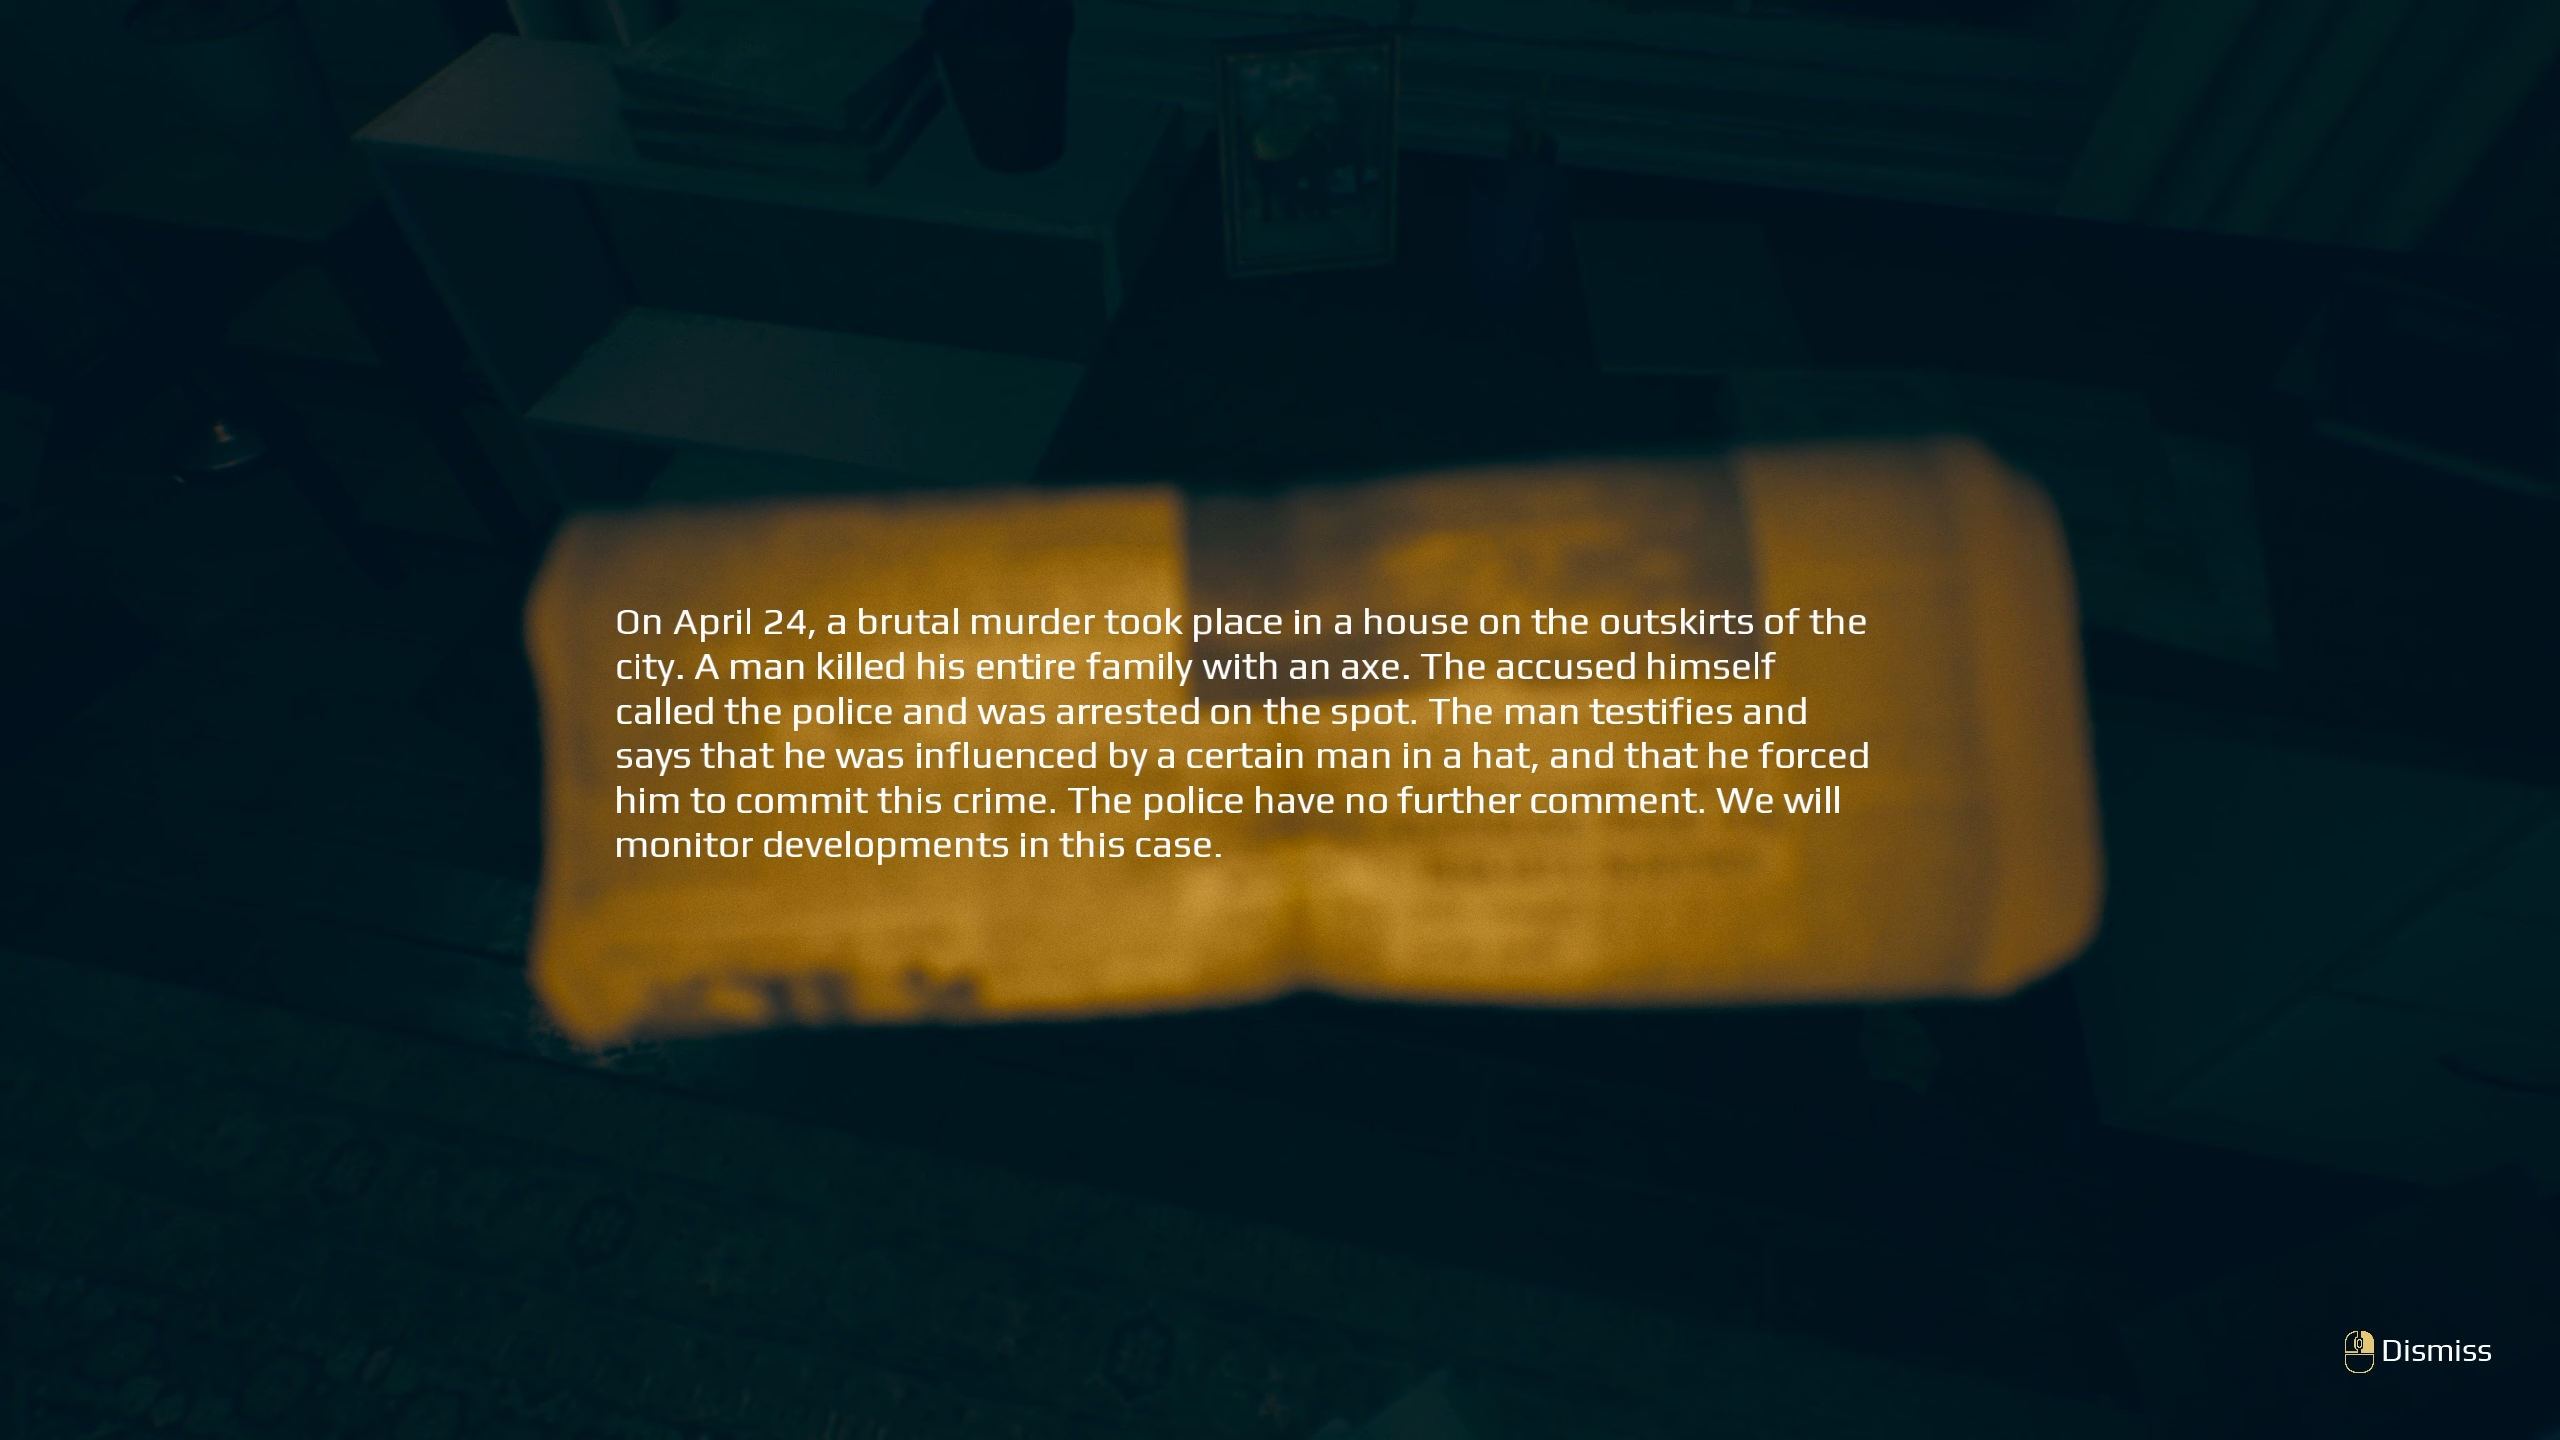 On April 24, a brutal murder took place in a house on the outskirts of the
city. A man killed his entire family with an axe. The accused himself
called the police and was arrested on the spot. The man testifies and
says that he was influenced by a certain man in a hat, and that he forced
him to commit this crime. The police have no further comment. We will
monitor developments in this case.
Dismiss